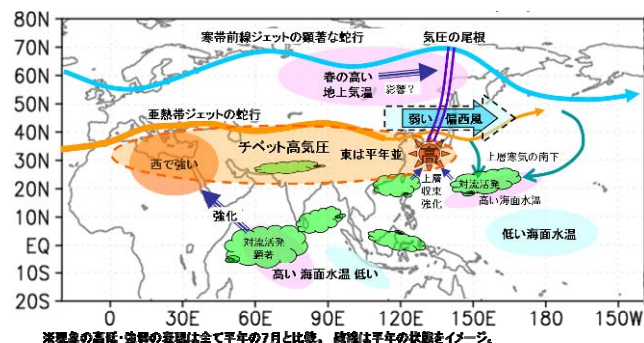 80N
70N
60N
50N
40N
30N
20N
10N
EQ
10S
20S
寒帯前線ジェットの顕著な蛇行
気圧の尾根
春の高い
地上気温
影響?
亜熱帯ジェットの蛇行
弱い 偏西風
チベット高気圧
東は平年並
西で強い
高
上層寒気の南下
上層
収束
強化
対流活発
高い海面水温
強化
対流活発
顕著
低い海面水温
高い 海面水温 低い
0
30E
60E
90E
120E
150E
180
150W
※現象の高低・強弱の表現は全て平年の7月と比較。 破線は平年の状態をイメージ。